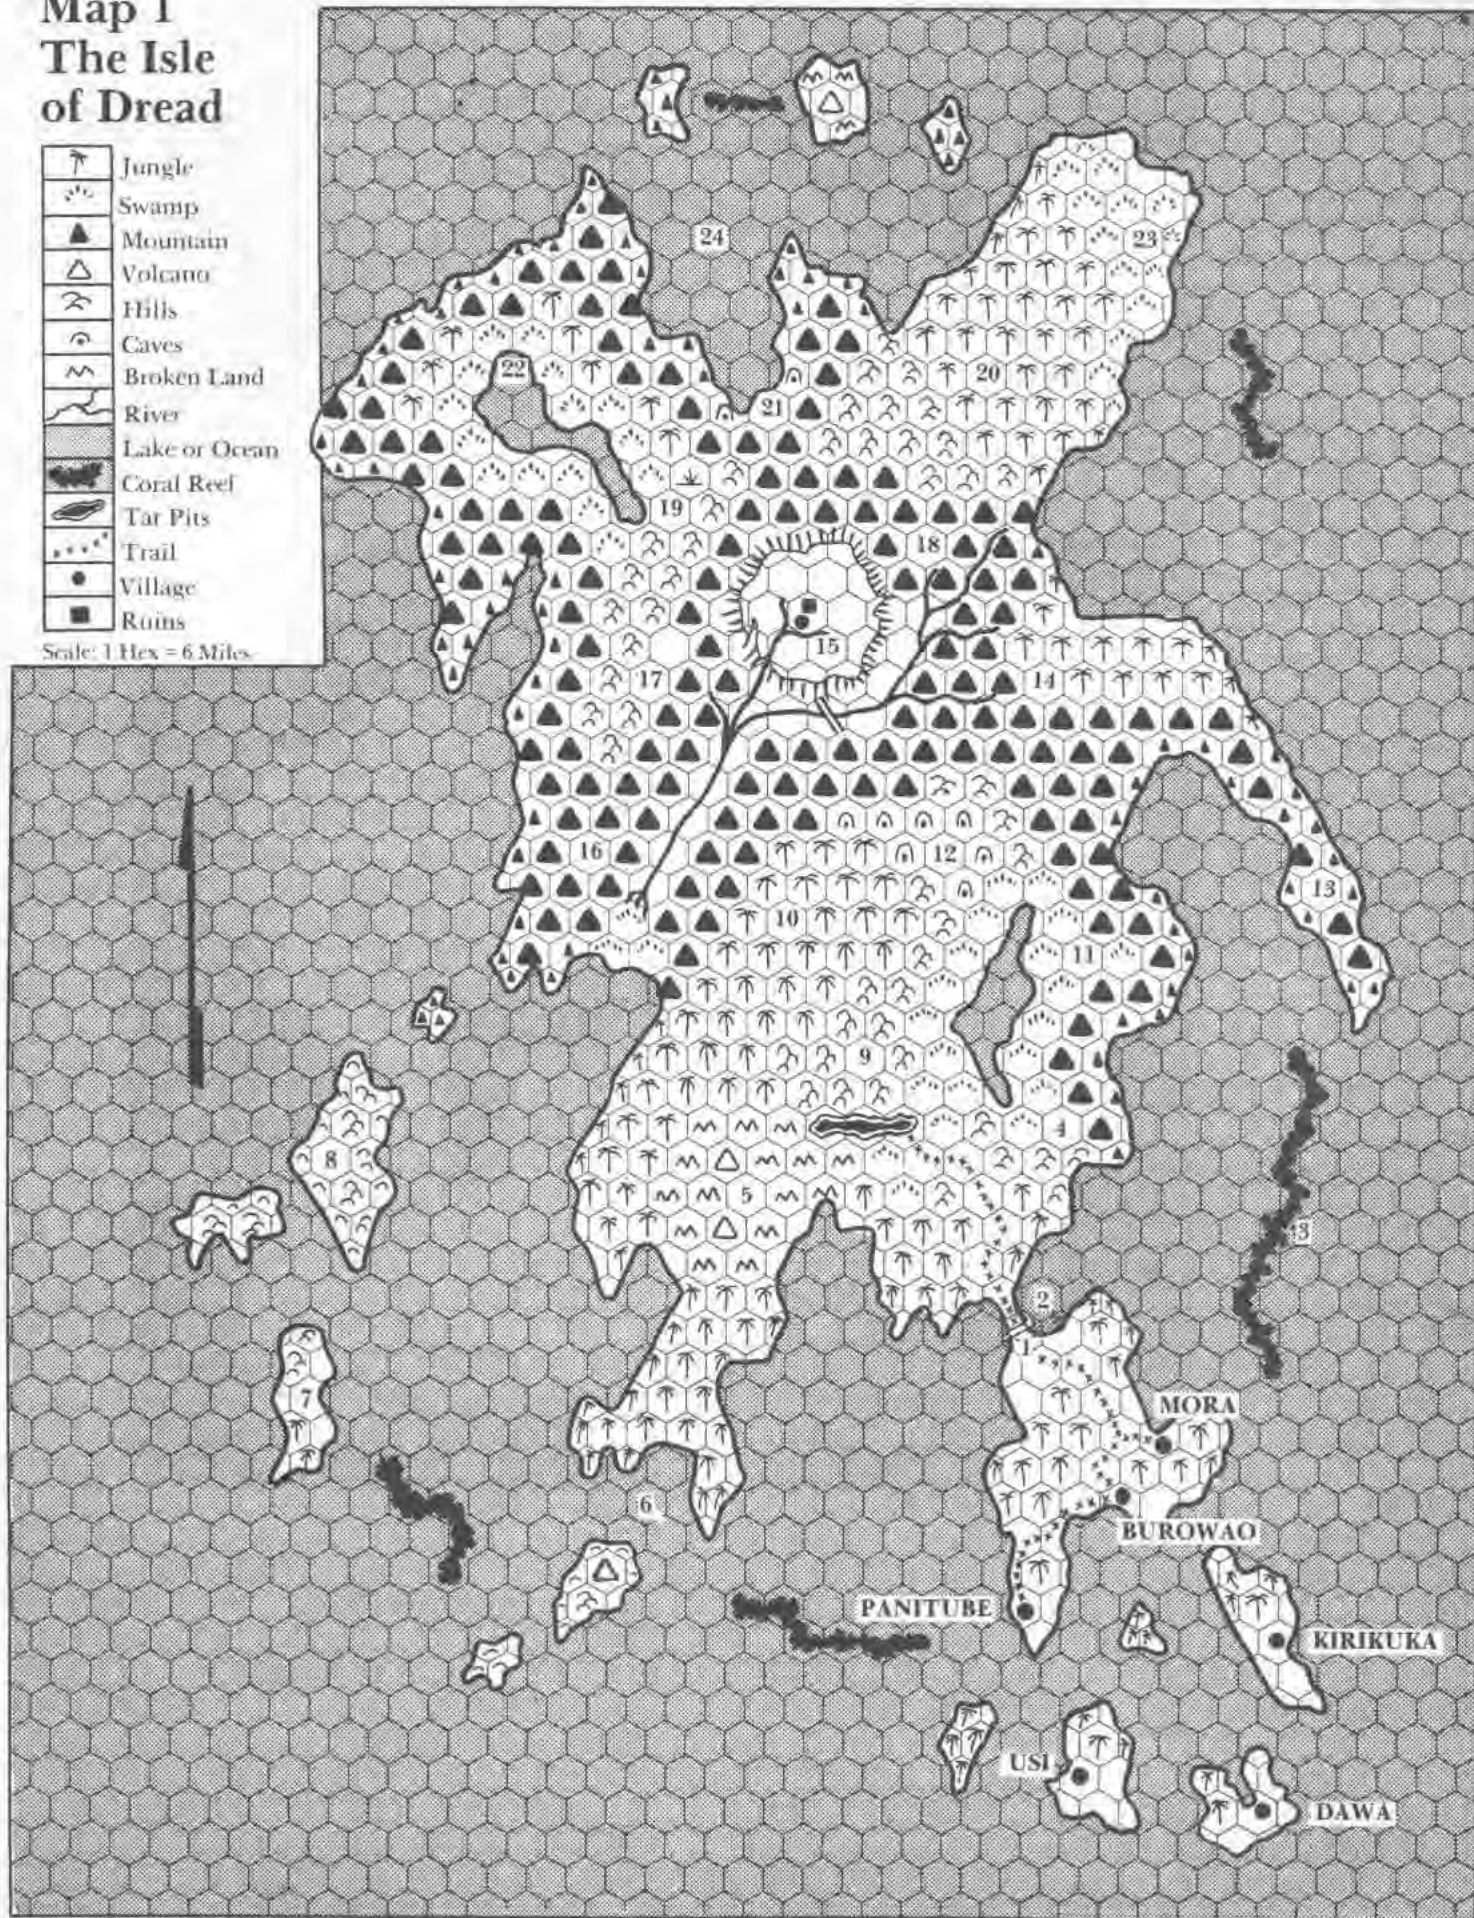 Map 1
The Isle
of Dread
Jungle
Swamp
Mountain
Volcano
Hills
Caves
Broken Land
River
Lake or Ocean
Coral Reef
Tar Pits
Trail
Village
Ruins
Scale: 1 Hex = 6 Miles
24
23
22
20
21
19
18
15
17
14
16
12
13
10
11
9
4
8
5
3
2
1
7
MORA
6
BUROWAO
PANITUBE
KIRIKUKA
USI
DAWA